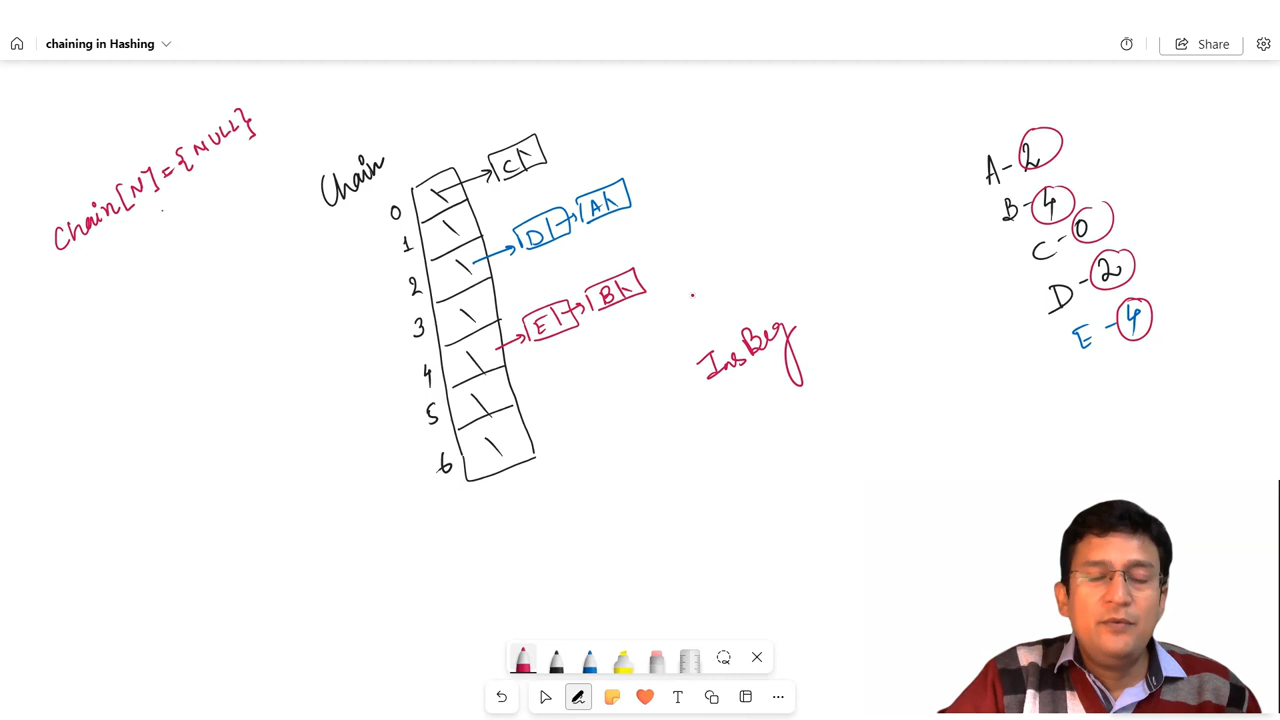 chaining in Hashing
Share
Chain[N]={NULL}
Chain
0
1
2
3
4
5
6
C
D
A
E
B
InsBeg
A-2
B-4
C-0
D-2
E-4
T